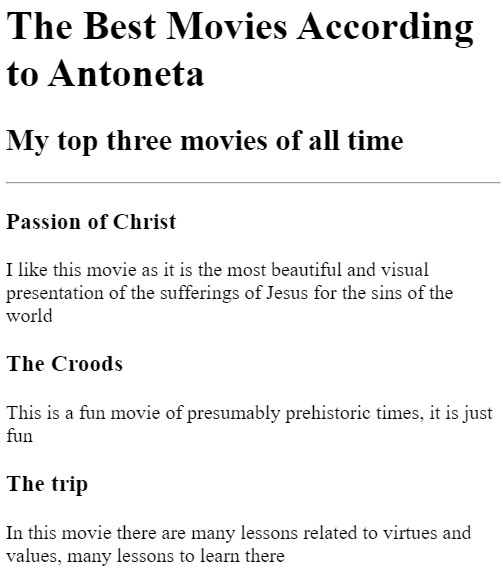 The Best Movies According
to Antoneta
My top three movies of all time
Passion of Christ
I like this movie as it is the most beautiful and visual
presentation of the sufferings of Jesus for the sins of the
world
The Croods
This is a fun movie of presumably prehistoric times, it is just
fun
The trip
In this movie there are many lessons related to virtues and
values, many lessons to learn there